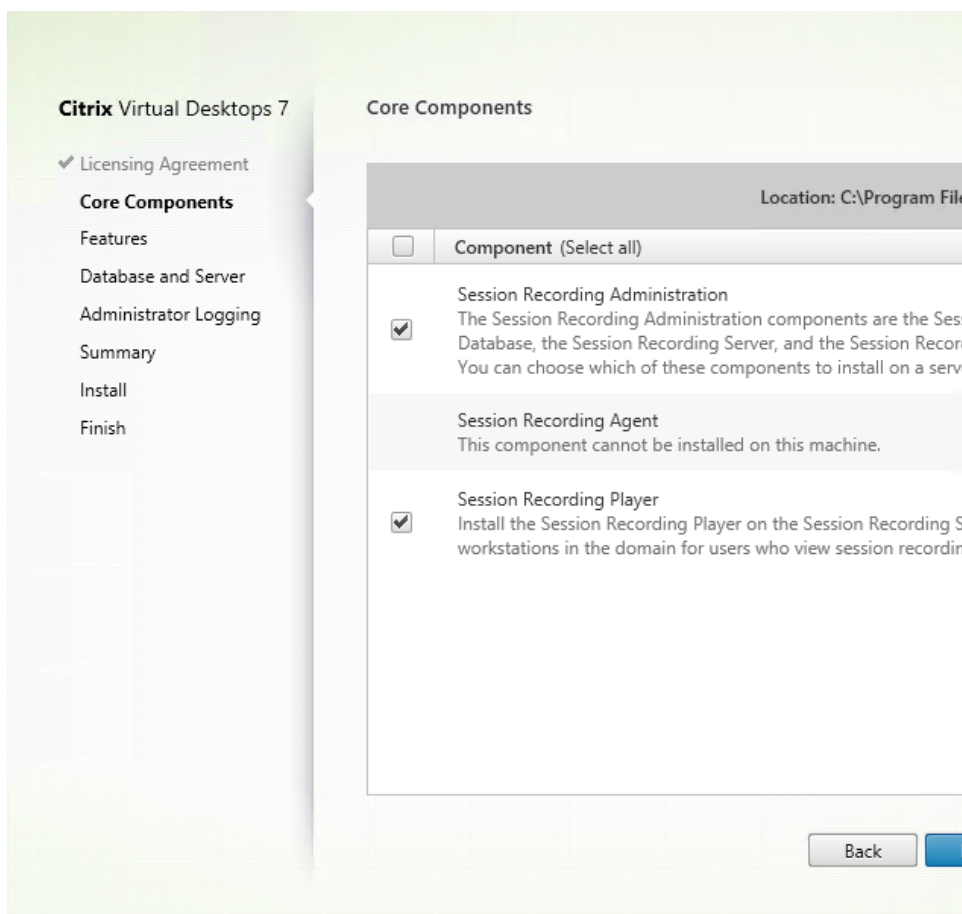 Citrix Virtual Desktops 7
Licensing Agreement
Core Components
Features
Database and Server
Administrator Logging
Summary
Install
Finish
Core Components
Location: C:\Program File
Component (Select all)
Session Recording Administration
The Session Recording Administration components are the Ses
Database, the Session Recording Server, and the Session Recor
You can choose which of these components to install on a serv
Session Recording Agent
This component cannot be installed on this machine.
Session Recording Player
Install the Session Recording Player on the Session Recording S
workstations in the domain for users who view session recordin
Back